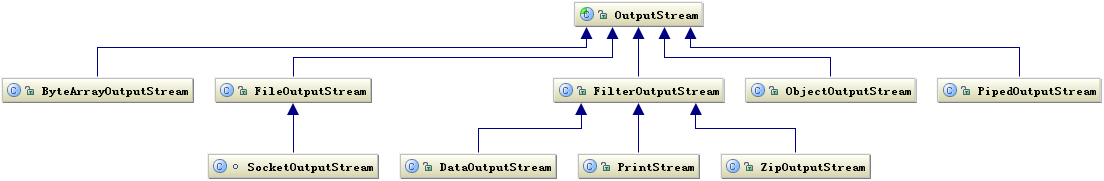 OutputStream
ByteArrayOutputStream
FileOutputStream
FilterOutputStream
ObjectOutputStream
PipedOutputStream
SocketOutputStream
DataOutputStream
PrintStream
ZipOutputStream